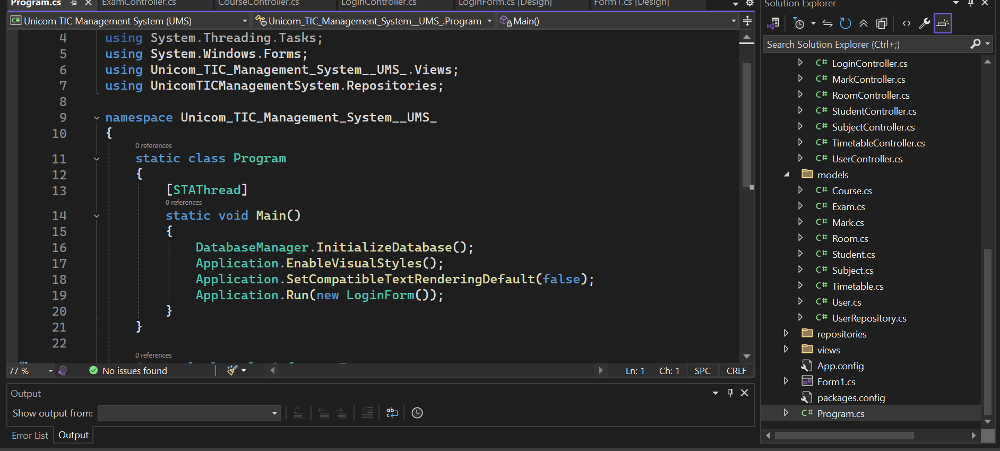 Program.cs
ExamController.cs
CourseController.cs
LoginController.cs
LoginForm.cs [Design]
Form1.cs [Design]
Unicom TIC Management System (UMS)
Unicom_TIC_Management_System__UMS_.Program
Main()
4 using System.Threading.Tasks;
5 using System.Windows.Forms;
6 using Unicom_TIC_Management_System__UMS_.Views;
7 using UnicomTICManagementSystem.Repositories;
8
9 namespace Unicom_TIC_Management_System__UMS_
10 {
0 references
11 static class Program
12 {
13 [STAThread]
0 references
14 static void Main()
15 {
16 DatabaseManager.InitializeDatabase();
17 Application.EnableVisualStyles();
18 Application.SetCompatibleTextRenderingDefault(false);
19 Application.Run(new LoginForm());
20 }
21 }
22
0 references
77 %
No issues found
Ln: 1
Ch: 1
SPC
CRLF
Output
Show output from:
Error List
Output
Solution Explorer
Search Solution Explorer (Ctrl+;)
C# LoginController.cs
C# MarkController.cs
C# RoomController.cs
C# StudentController.cs
C# SubjectController.cs
C# TimetableController.cs
C# UserController.cs
models
C# Course.cs
C# Exam.cs
C# Mark.cs
C# Room.cs
C# Student.cs
C# Subject.cs
C# Timetable.cs
C# User.cs
C# UserRepository.cs
repositories
views
App.config
Form1.cs
packages.config
C# Program.cs